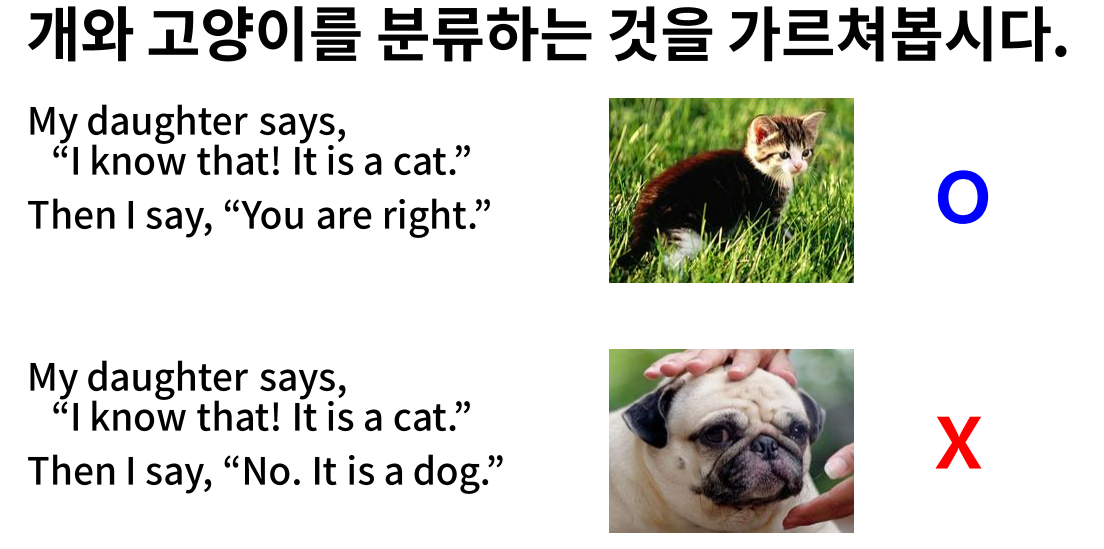 개와 고양이를 분류하는 것을 가르쳐봅시다.
My daughter says,
“I know that! It is a cat.”
Then I say, “You are right.”
O
My daughter says,
“I know that! It is a cat.”
Then I say, “No. It is a dog.”
X